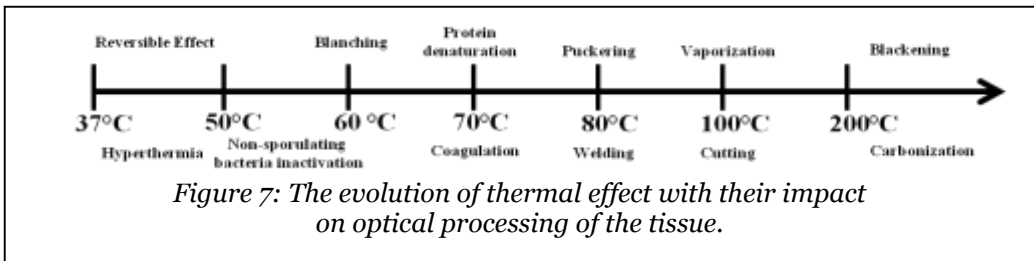 Reversible Effect Blanching Protein denaturation Puckering Vaporization Blackening
37°C 50°C 60 °C 70°C 80°C 100°C 200°C
Hyperthermia Non-sporulating bacteria inactivation Coagulation Welding Cutting Carbonization
Figure 7: The evolution of thermal effect with their impact
on optical processing of the tissue.